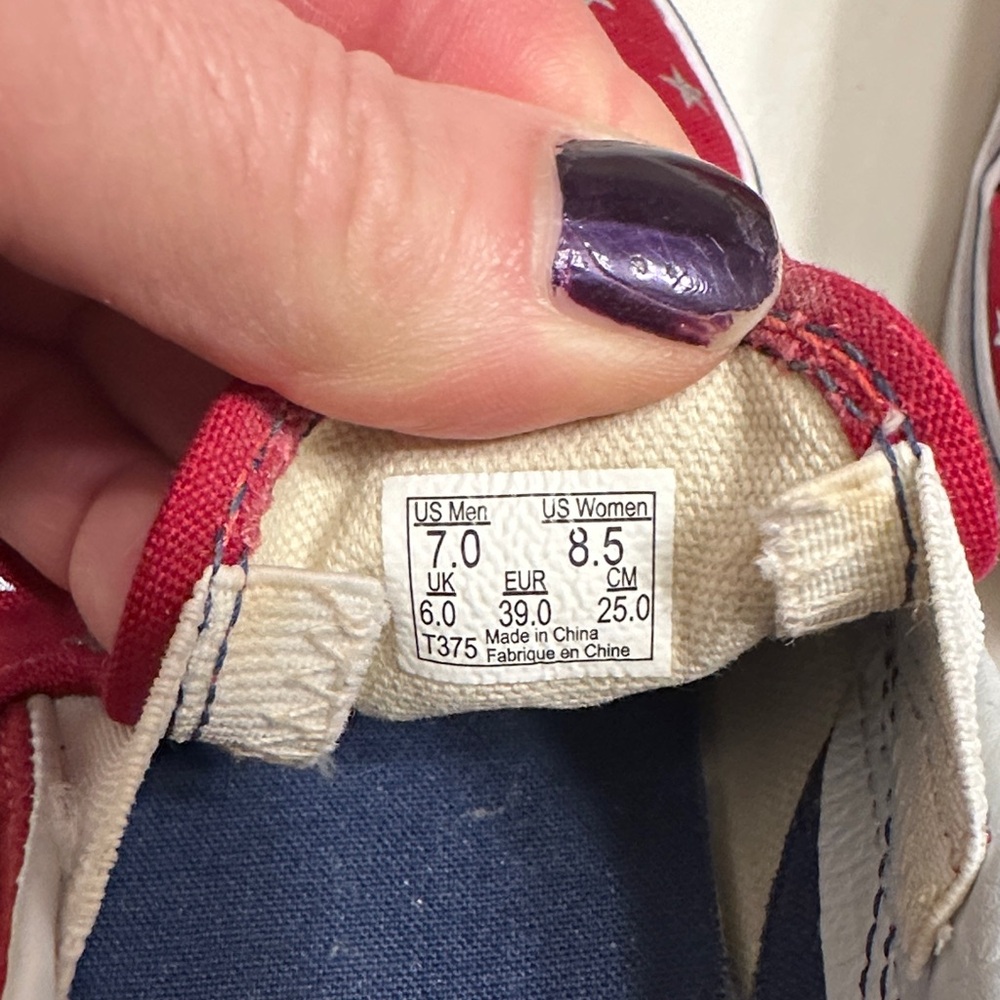 US Men US Women
7.0 8.5
UK EUR CM
6.0 39.0 25.0
T375 Made in China
Fabrique en Chine